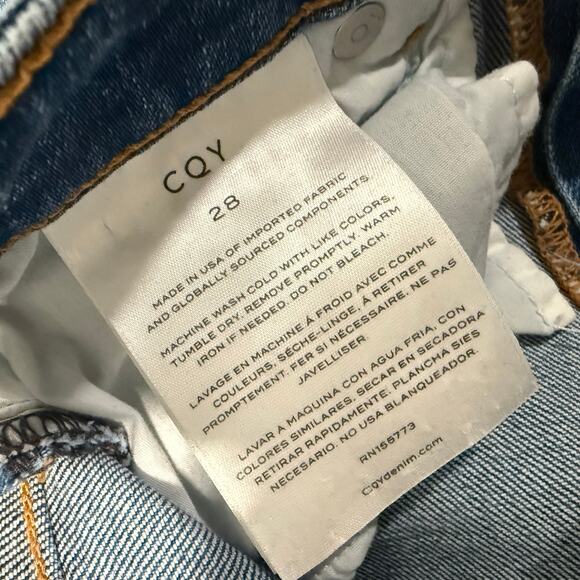 CQY
28
MADE IN USA OF IMPORTED FABRIC
AND GLOBALLY SOURCED COMPONENTS.
MACHINE WASH COLD WITH LIKE COLORS,
TUMBLE DRY. REMOVE PROMPTLY. WARM
IRON IF NEEDED. DO NOT BLEACH.
LAVAGE EN MACHINE Á FROID AVEC COMME
COULEURS, SÈCHE-LINGE, Á RETIRER
PROMPTEMENT. FER SI NÉCESSAIRE. NE PAS
JAVELLISER.
LAVAR A MAQUINA CON AGUA FRIA, CON
COLORES SIMILARES, SECAR EN SECADORA
RETIRAR RAPIDAMENTE. PLANCHA SIES
NECESARIO. NO USA BLANQUEADOR.
RN155773
CQYdenim.com